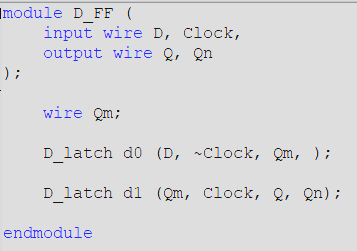 module D_FF (
    input wire D, Clock,
    output wire Q, Qn
);
    wire Qm;
    D_latch d0 (D, ~Clock, Qm, );
    D_latch d1 (Qm, Clock, Q, Qn);
endmodule